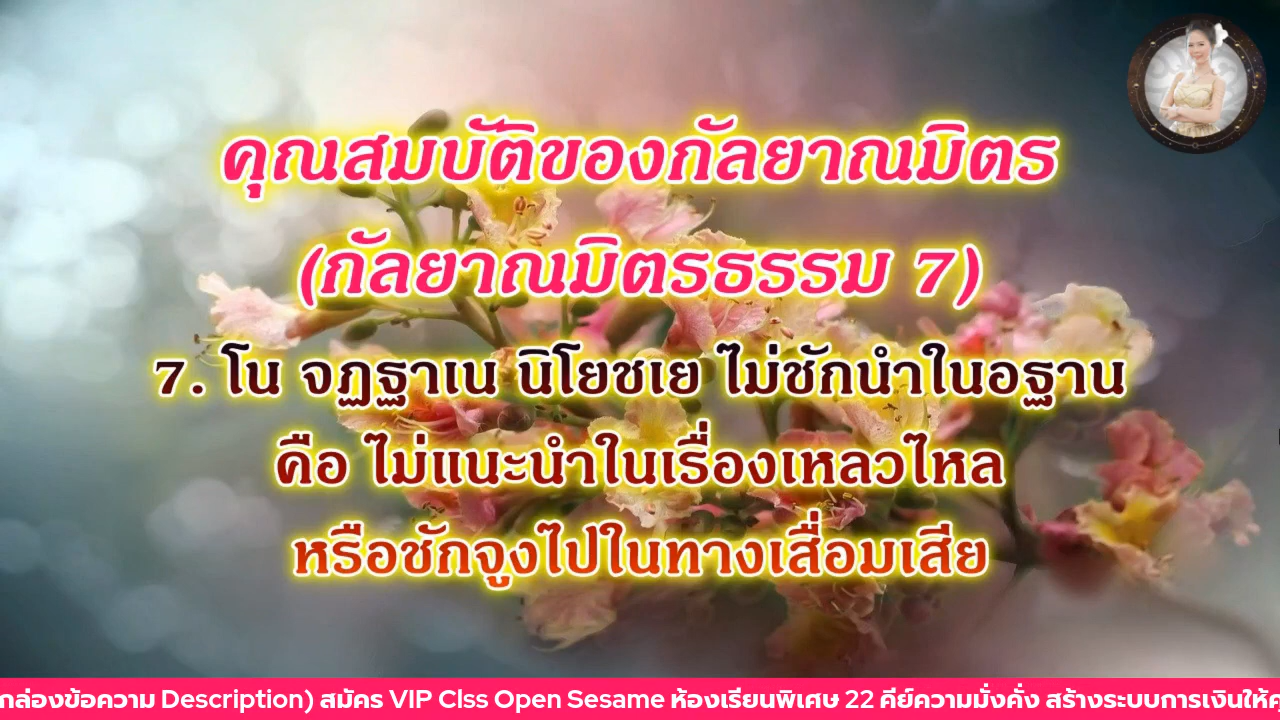 คุณสมบัติของกัลยาณมิตร
(กัลยาณมิตรธรรม 7)
7. โน จฏฺฐาเน นิโยชเย ไม่ชักนำในอฐาน
คือ ไม่แนะนำในเรื่องเหลวไหล
หรือชักจูงไปในทางเสื่อมเสีย
กล่องข้อความ Description) สมัคร VIP Clss Open Sesame ห้องเรียนพิเศษ 22 คีย์ความมั่งคั่ง สร้างระบบการเงินให้